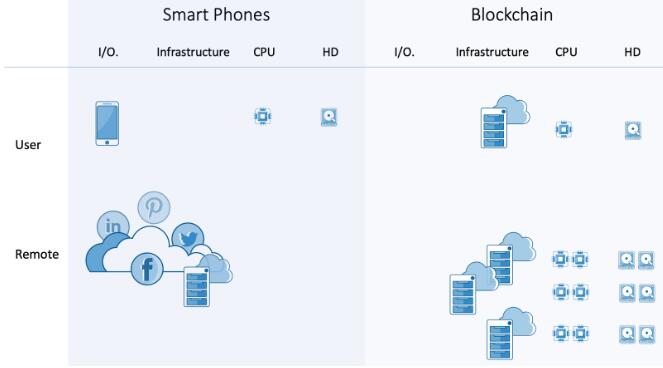 Smart Phones Blockchain
I/O. Infrastructure CPU HD I/O. Infrastructure CPU HD
User
in
f
Remote